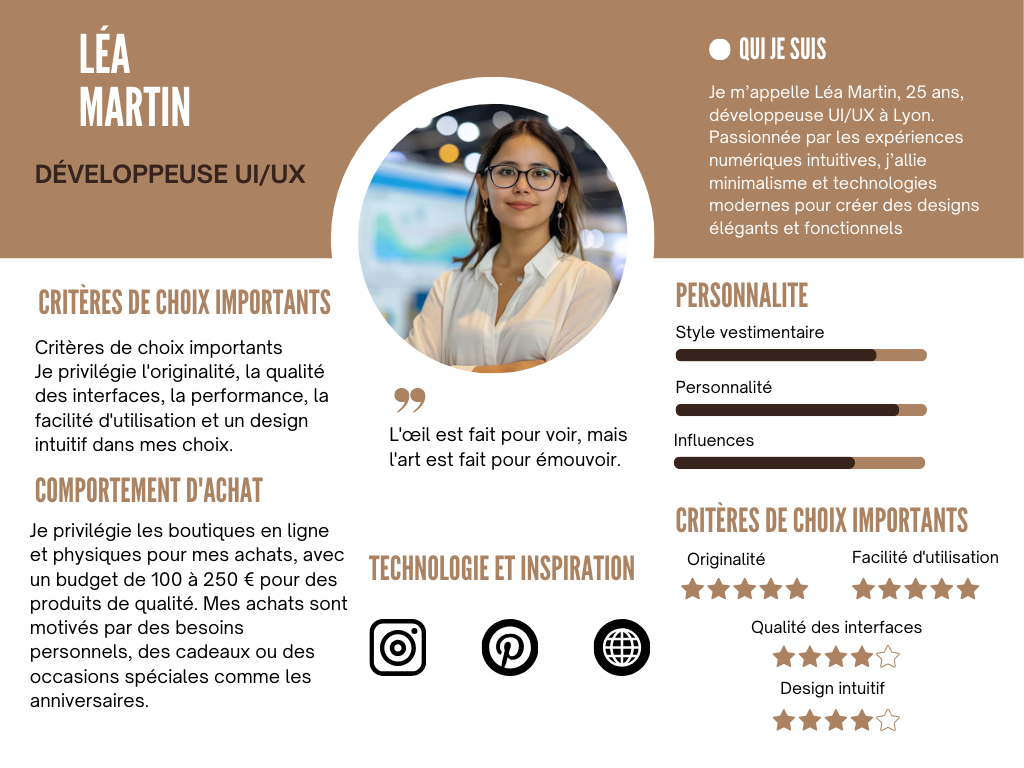 LÉA
MARTIN
DÉVELOPPEUSE UI/UX
QUI JE SUIS
Je m’appelle Léa Martin, 25 ans,
développeuse UI/UX à Lyon.
Passionnée par les expériences
numériques intuitives, j’allie
minimalisme et technologies
modernes pour créer des designs
élégants et fonctionnels
CRITÈRES DE CHOIX IMPORTANTS
Critères de choix importants
Je privilégie l'originalité, la qualité
des interfaces, la performance, la
facilité d'utilisation et un design
intuitif dans mes choix.
COMPORTEMENT D'ACHAT
Je privilégie les boutiques en ligne
et physiques pour mes achats, avec
un budget de 100 à 250 € pour des
produits de qualité. Mes achats sont
motivés par des besoins
personnels, des cadeaux ou des
occasions spéciales comme les
anniversaires.
”
L'œil est fait pour voir, mais
l'art est fait pour émouvoir.
TECHNOLOGIE ET INSPIRATION
PERSONNALITE
Style vestimentaire
Personnalité
Influences
CRITÈRES DE CHOIX IMPORTANTS
Originalité
Facilité d'utilisation
Qualité des interfaces
Design intuitif